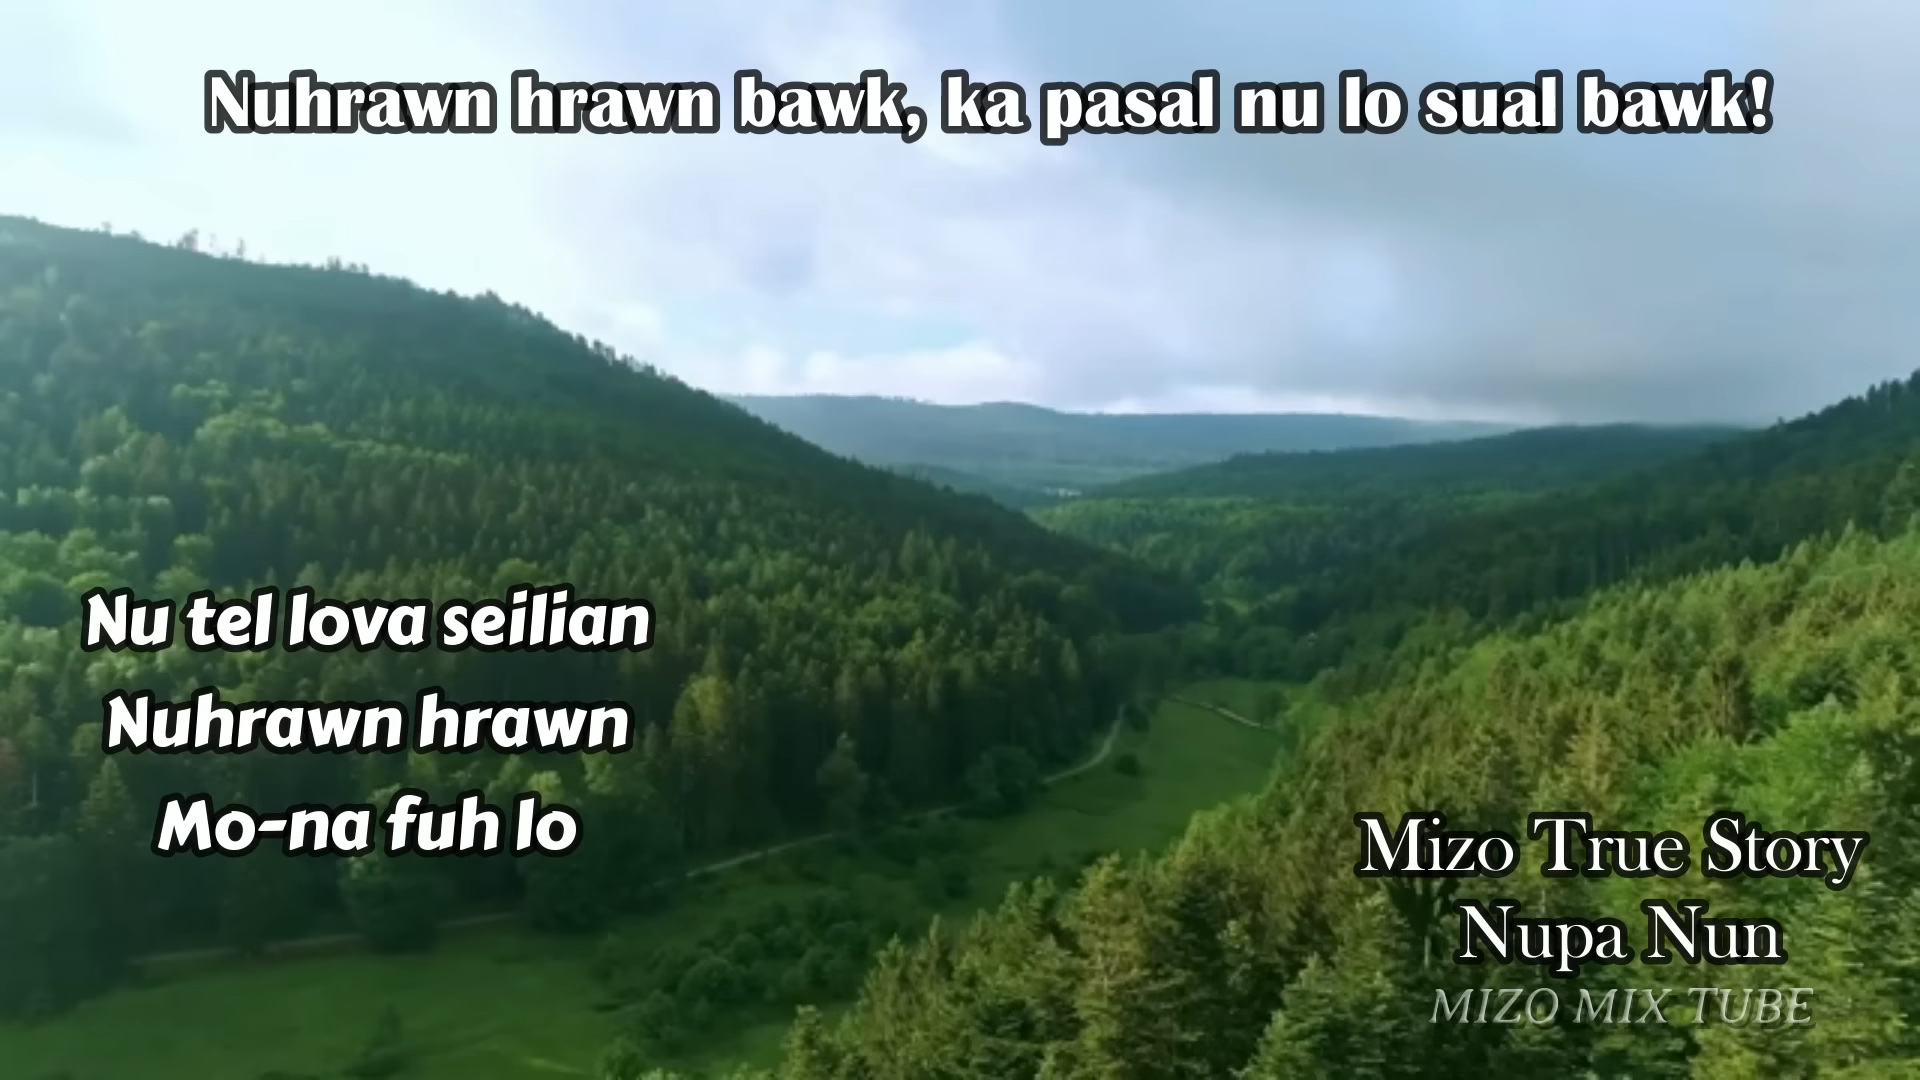 Nuhrawn hrawn bawk, ka pasal nu lo sual bawk!
Nu tel lova seilian
Nuhrawn hrawn
Mo-na fuh lo
Mizo True Story
Nupa Nun
MIZO MIX TUBE